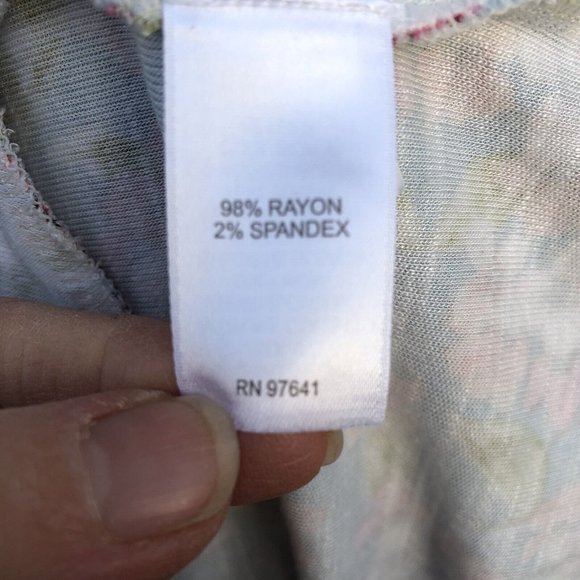 98% RAYON
2% SPANDEX
RN 97641